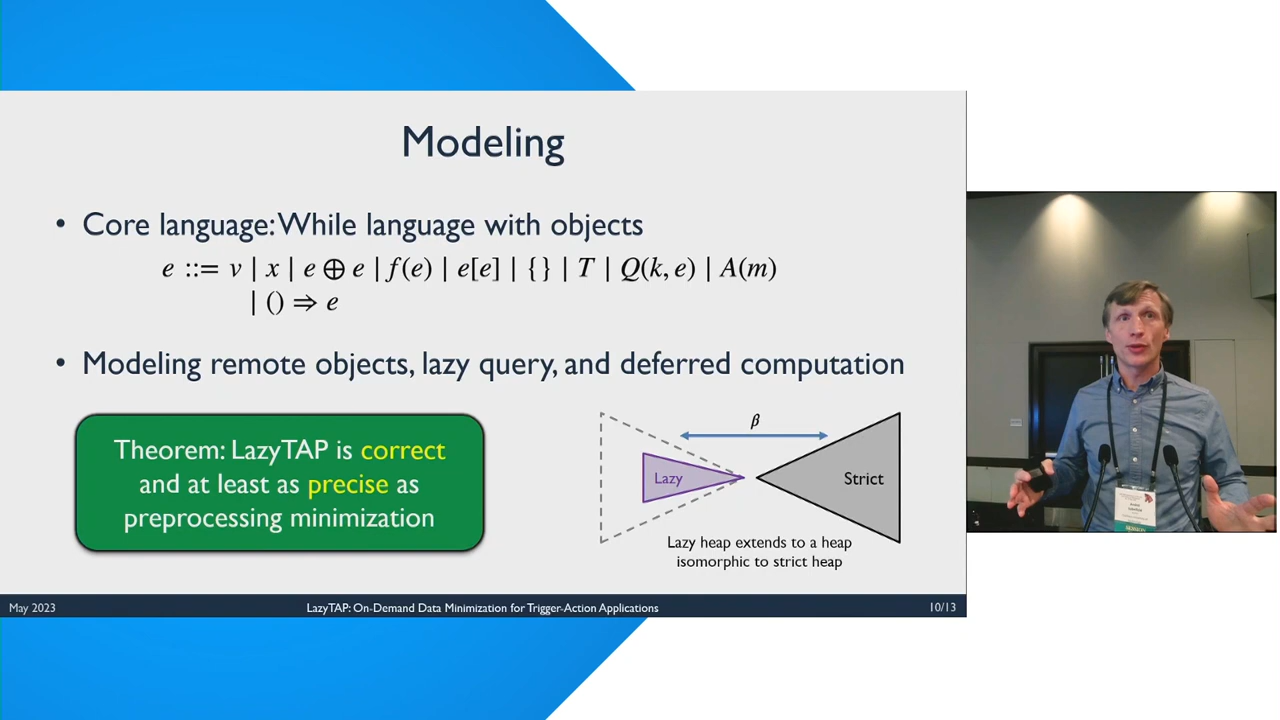 Modeling
• Core language: While language with objects
e ::= v | x | e ⊕ e | f(e) | e[e] | {} | T | Q(k, e) | A(m)
| () ⇒ e
• Modeling remote objects, lazy query, and deferred computation
Theorem: LazyTAP is correct
and at least as precise as
preprocessing minimization
β
Lazy
Strict
Lazy heap extends to a heap
isomorphic to strict heap
May 2023
LazyTAP: On-Demand Data Minimization for Trigger-Action Applications
10/13